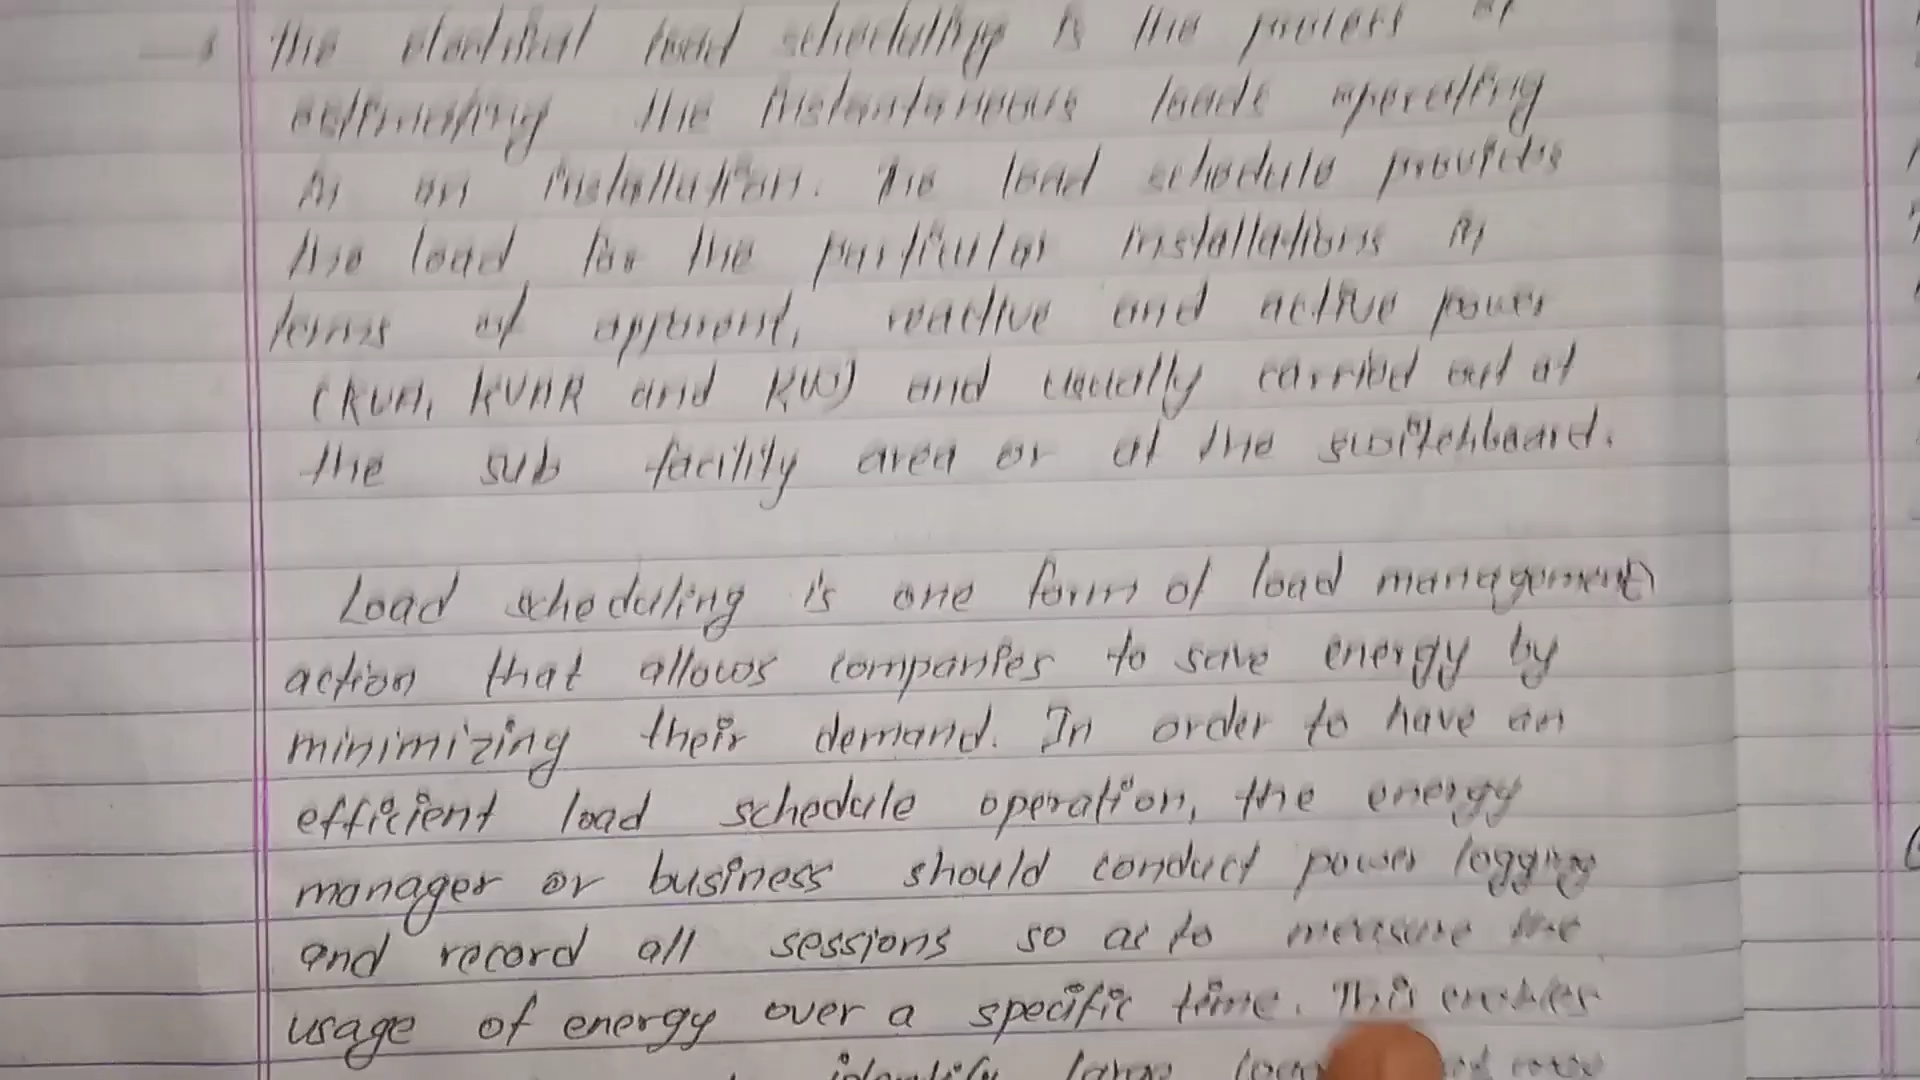 The electrical load scheduling is the process of
estimating the instantaneous loads operating
in an installation. The load schedule provides
the load for the particular installations in
terms of apparent, reactive and active power
(KVA, KVAR and KW) and usually carried out at
the sub facility area or at the switchboard.
Load scheduling is one form of load management
action that allows companies to save energy by
minimizing their demand. In order to have an
efficient load schedule operation, the energy
manager or business should conduct power logging
and record all sessions so as to measure the
usage of energy over a specific time. This enables
identify large